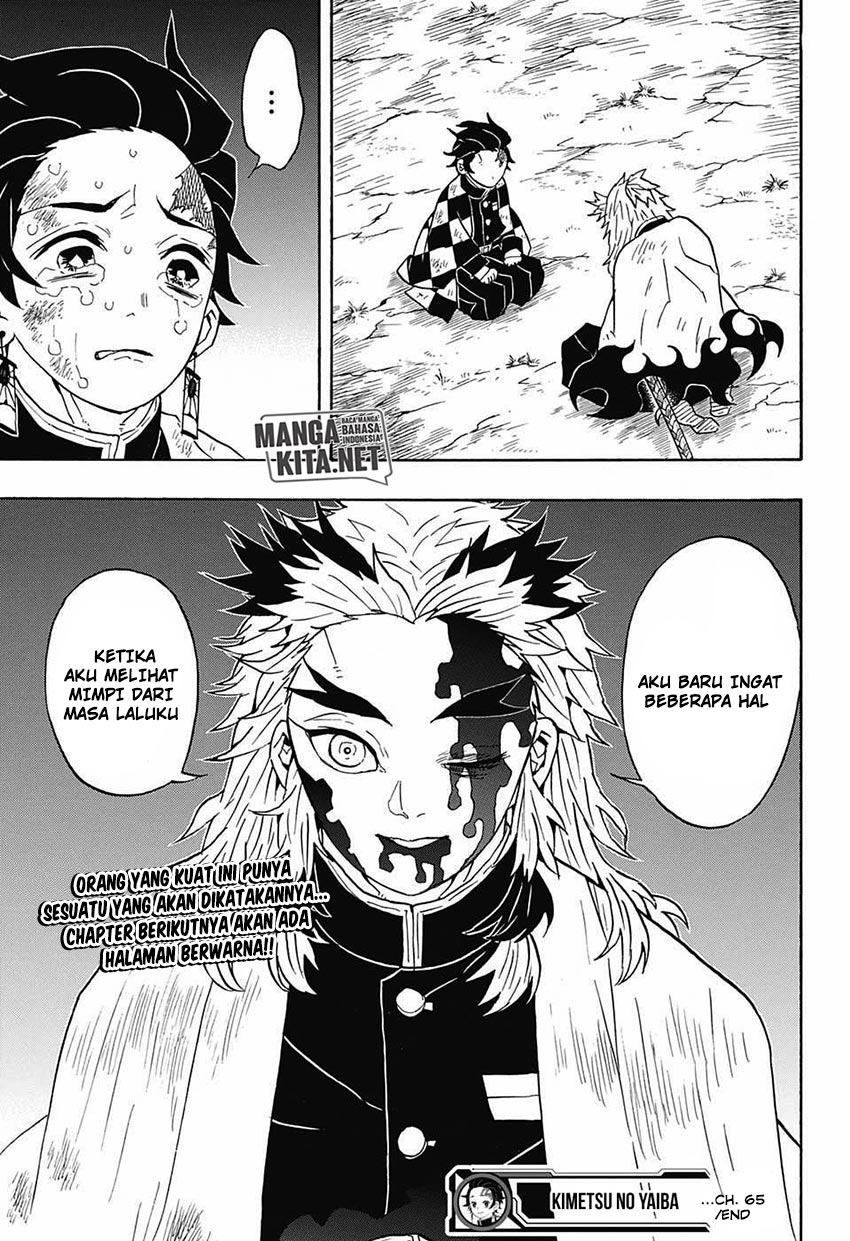 ...
MANGA
-KITA.NET
BACA MANGA
BAHASA
INDONESIA
AKU BARU INGAT
BEBERAPA HAL
KETIKA
AKU MELIHAT
MIMPI DARI
MASA LALUKU
ORANG YANG KUAT INI PUNYA
SESUATU YANG AKAN DIKATAKANNYA...
CHAPTER BERIKUTNYA AKAN ADA
HALAMAN BERWARNA!!
KIMETSU NO YAIBA
...CH. 65
/END